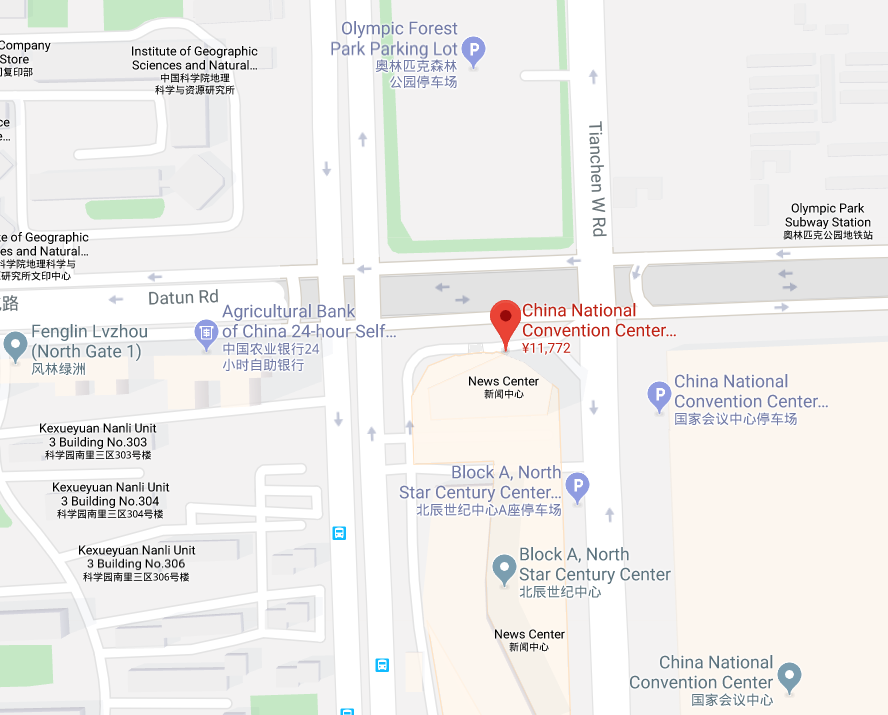 Company
Store
司复印部
Institute of Geographic
Sciences and Natural...
中国科学院地理
科学与资源研究所
Olympic Forest
Park Parking Lot
奥林匹克森林
公园停车场
P
ce
e...
Tianchen W Rd
Olympic Park
Subway Station
奥林匹克公园地铁站
te of Geographic
es and Natural...
科学院地理科学与
研究所文印中心
路
Datun Rd
Agricultural Bank
of China 24-hour Self...
中国农业银行24
小时自助银行
Fenglin Lvzhou
(North Gate 1)
风林绿洲
China National
Convention Center...
¥11,772
News Center
新闻中心
P
China National
Convention Center...
国家会议中心停车场
Kexueyuan Nanli Unit
3 Building No.303
科学园南里三区303号楼
Kexueyuan Nanli Unit
3 Building No.304
科学园南里三区304号楼
Block A, North
Star Century Center...
北辰世纪中心A座停车场
P
Kexueyuan Nanli Unit
3 Building No.306
科学园南里三区306号楼
Block A, North
Star Century Center
北辰世纪中心
News Center
新闻中心
China National
Convention Center
国家会议中心